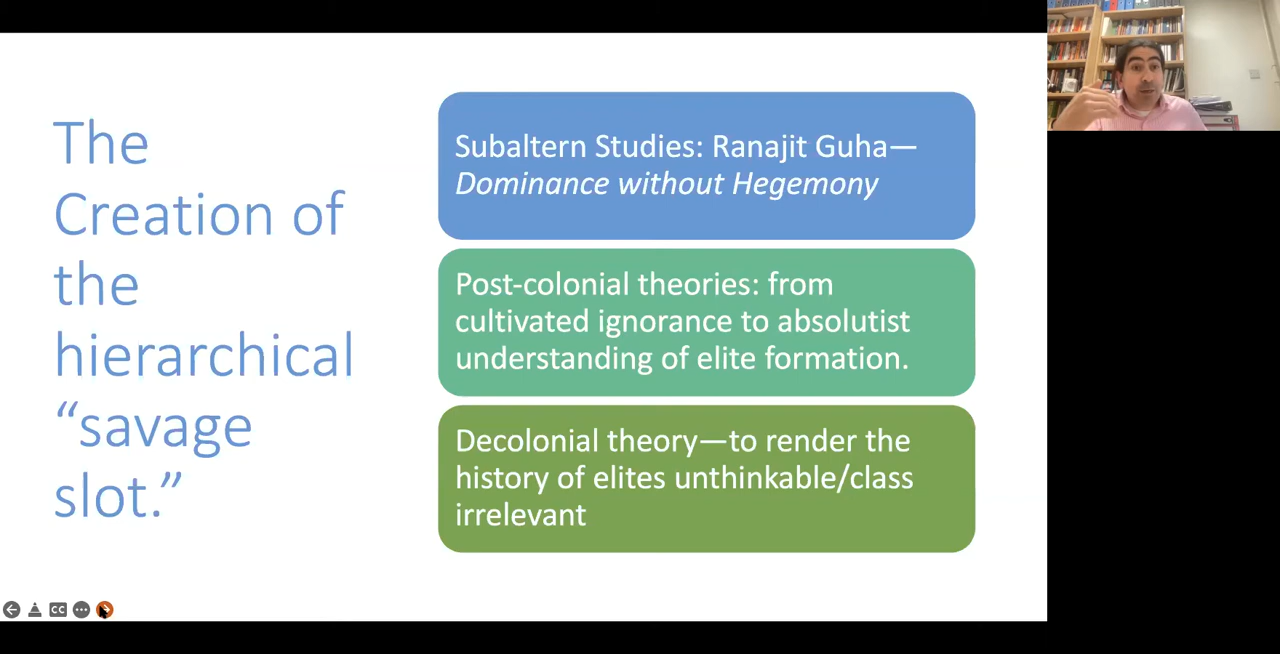 The
Creation of
the
hierarchical
“savage
slot.”
Subaltern Studies: Ranajit Guha—
Dominance without Hegemony
Post-colonial theories: from
cultivated ignorance to absolutist
understanding of elite formation.
Decolonial theory—to render the
history of elites unthinkable/class
irrelevant
CC